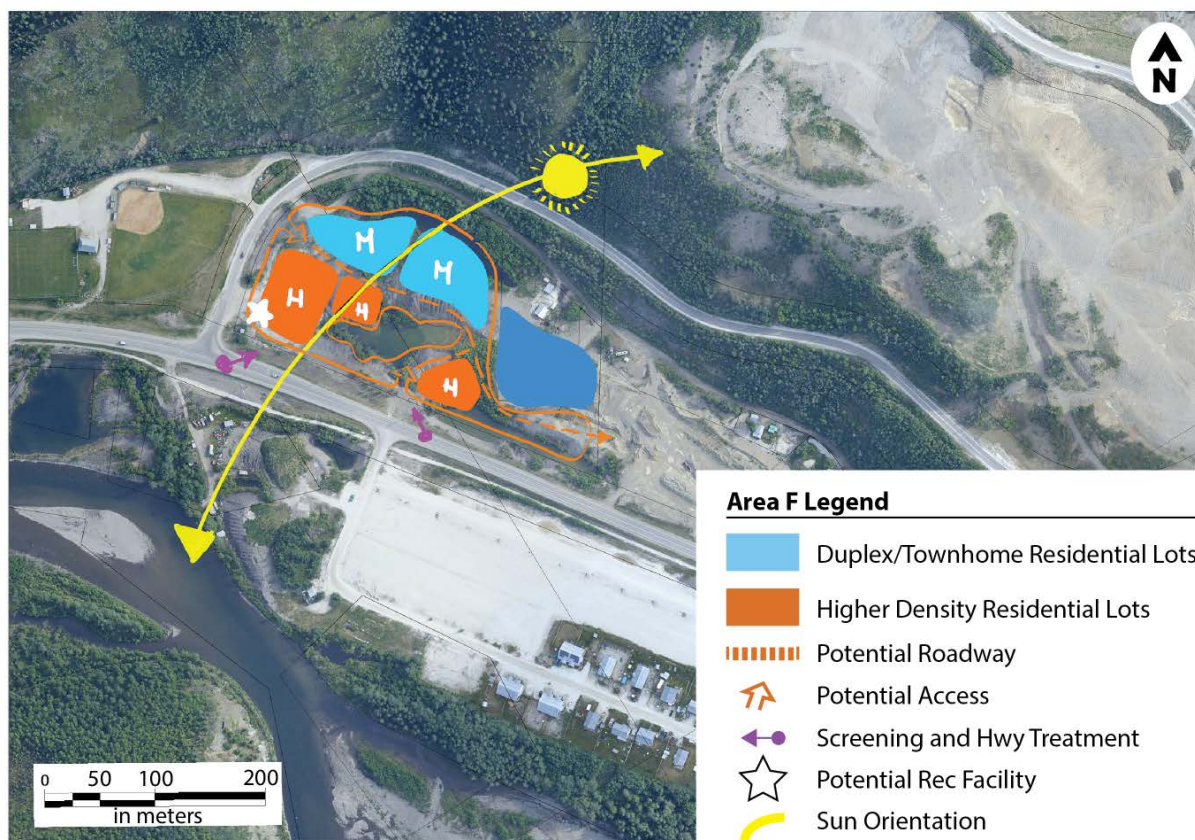 N
M
M
H
H
H
Area F Legend
Duplex/Townhome Residential Lots
Higher Density Residential Lots
Potential Roadway
Potential Access
Screening and Hwy Treatment
Potential Rec Facility
Sun Orientation
0 50 100 200
in meters